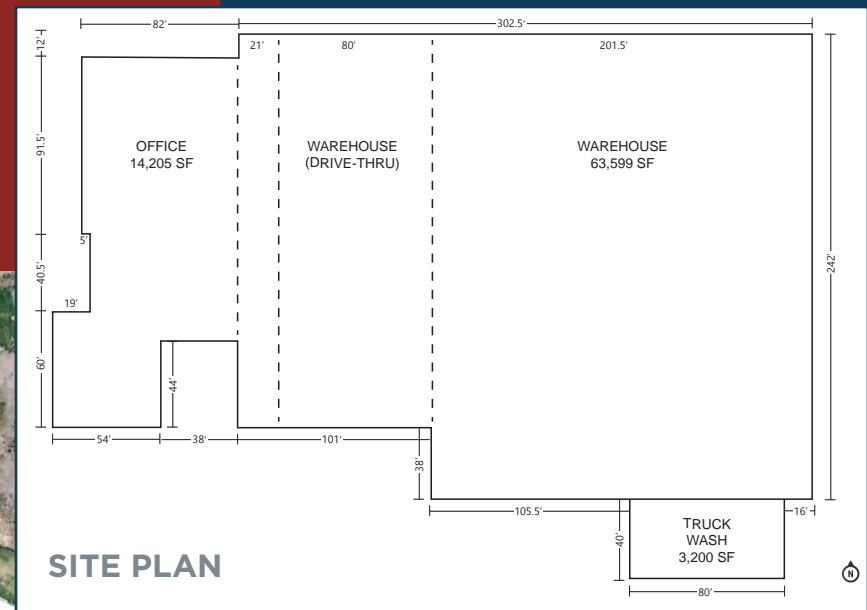 82'
302.5'
12'
21'
80'
201.5'
91.5'
OFFICE
14,205 SF
WAREHOUSE
(DRIVE-THRU)
WAREHOUSE
63,599 SF
5'
40.5'
242'
19'
60'
44'
54'
38'
101'
38'
105.5'
16'
40'
TRUCK
WASH
3,200 SF
80'
SITE PLAN
N